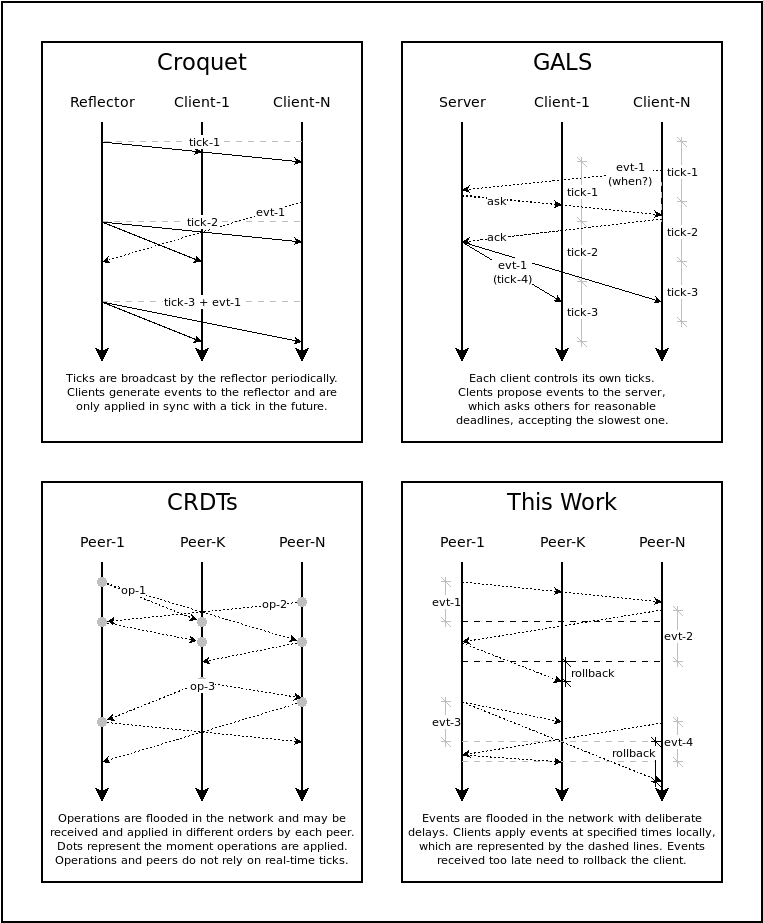 Croquet
Reflector Client-1 Client-N
tick-1
evt-1
tick-2
tick-3 + evt-1
Ticks are broadcast by the reflector periodically.
Clients generate events to the reflector and are
only applied in sync with a tick in the future.
GALS
Server Client-1 Client-N
evt-1
(when?)
tick-1
tick-1
ask
tick-2
ack
tick-2
evt-1
(tick-4)
tick-3
tick-3
Each client controls its own ticks.
Clents propose events to the server,
which asks others for reasonable
deadlines, accepting the slowest one.
CRDTs
Peer-1 Peer-K Peer-N
op-1
op-2
op-3
Operations are flooded in the network and may be
received and applied in different orders by each peer.
Dots represent the moment operations are applied.
Operations and peers do not rely on real-time ticks.
This Work
Peer-1 Peer-K Peer-N
evt-1
evt-2
rollback
evt-3
evt-4
rollback
Events are flooded in the network with deliberate
delays. Clients apply events at specified times locally,
which are represented by the dashed lines. Events
received too late need to rollback the client.